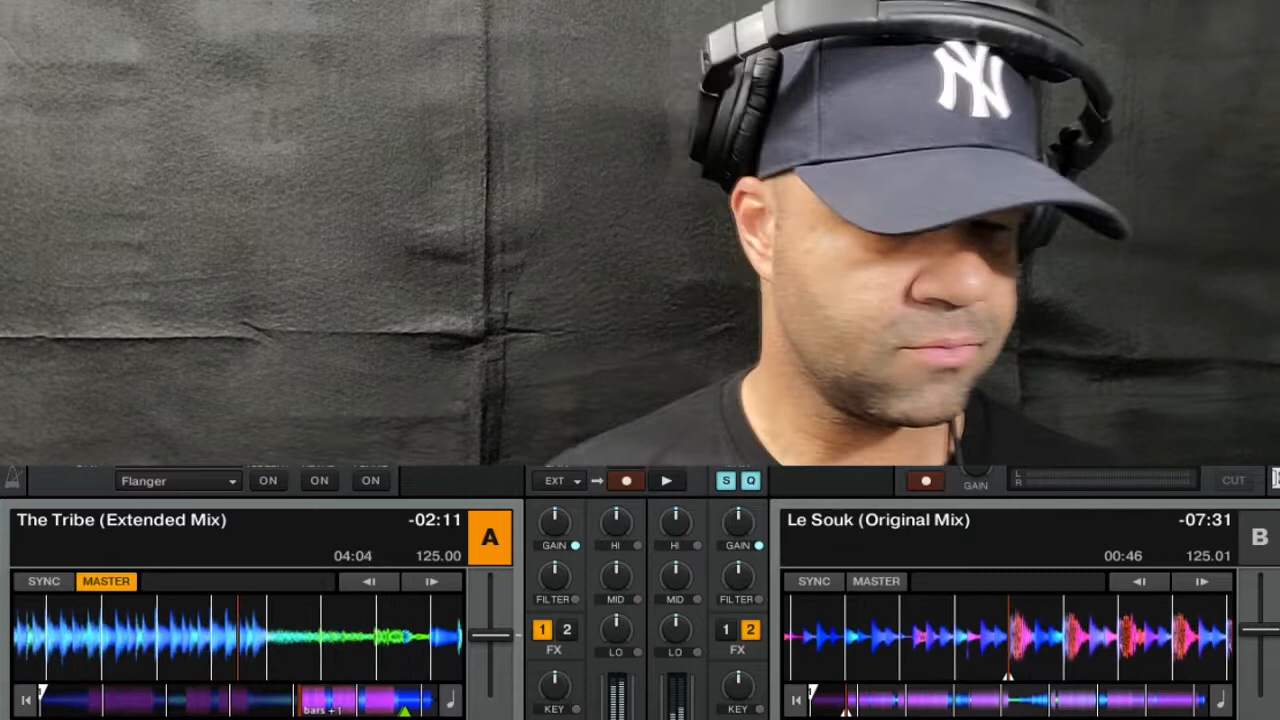 NY
Flanger ON ON ON EXT S Q GAIN L R CUT
The Tribe (Extended Mix) -02:11 A
04:04 125.00
SYNC MASTER
bars + 1
GAIN HI HI GAIN
FILTER MID MID FILTER
1 2 1 2
FX LO LO FX
KEY KEY
Le Souk (Original Mix) -07:31 B
00:46 125.01
SYNC MASTER